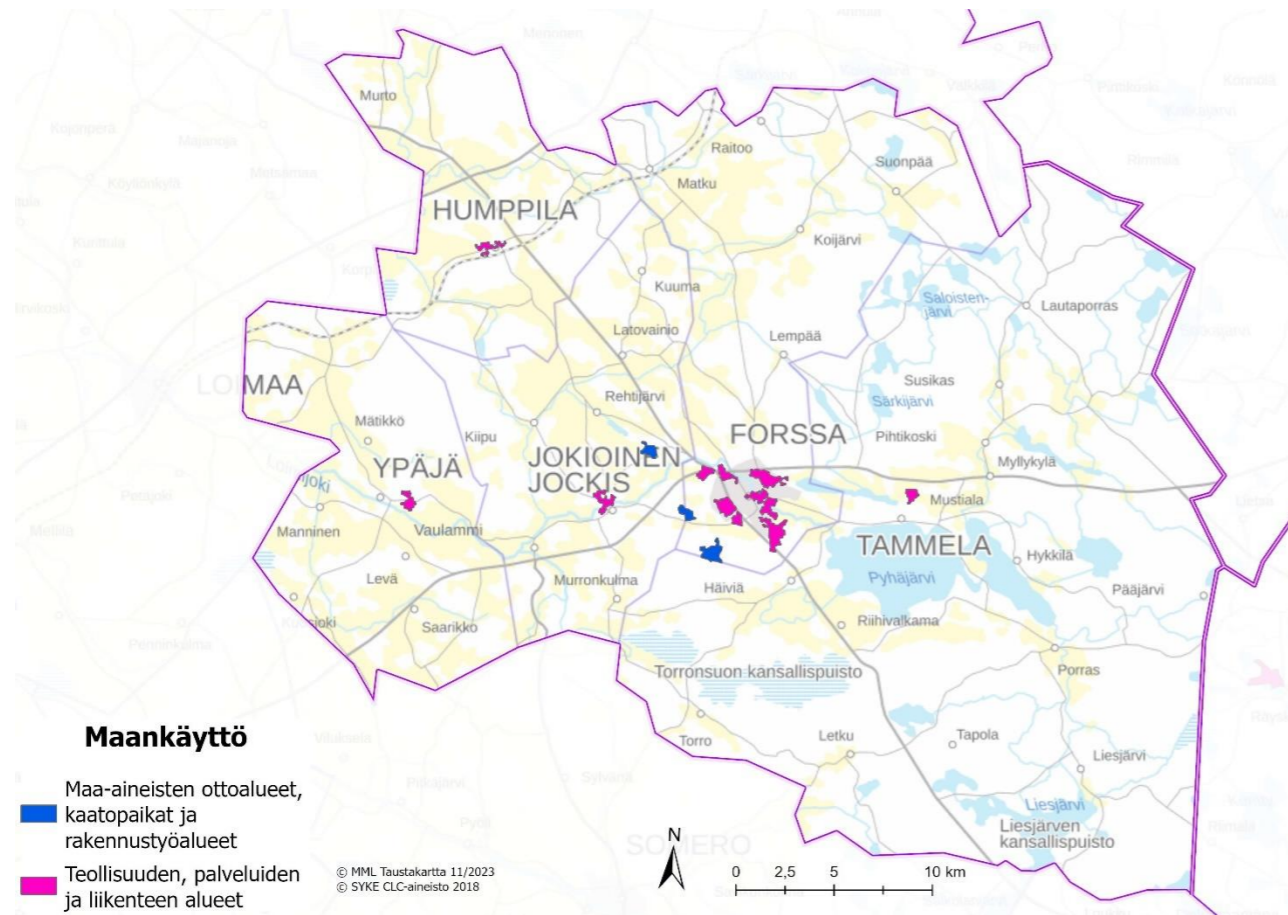 Murto
Raitoo
Suonpää
Matku
HUMPPILA
Koijärvi
Kuuma
Saloisten-
järvi
Lautaporras
Latovainio
Lempää
LOIMAA
Susikas
Rehtijärvi
Särkijärvi
Mätikkö
FORSSA
Kiipu
Pihtikoski
YPÄJÄ
JOKIOINEN
JOCKIS
Myllykylä
Mustiala
Manninen
Vaulammi
TAMMELA
Hykkilä
Levä
Murronkulma
Häiviä
Pyhäjärvi
Pääjärvi
Saarikko
Riihivalkama
Torronsuon kansallispuisto
Porras
Torro
Letku
Tapola
Liesjärvi
Liesjärvi
Liesjärven
kansallispuisto
SOMERO
Maankäyttö
Maa-aineisten ottoalueet,
kaatopaikat ja
rakennustyöalueet
Teollisuuden, palveluiden
ja liikenteen alueet
© MML Taustakartta 11/2023
© SYKE CLC-aineisto 2018
N
0 2,5 5 10 km